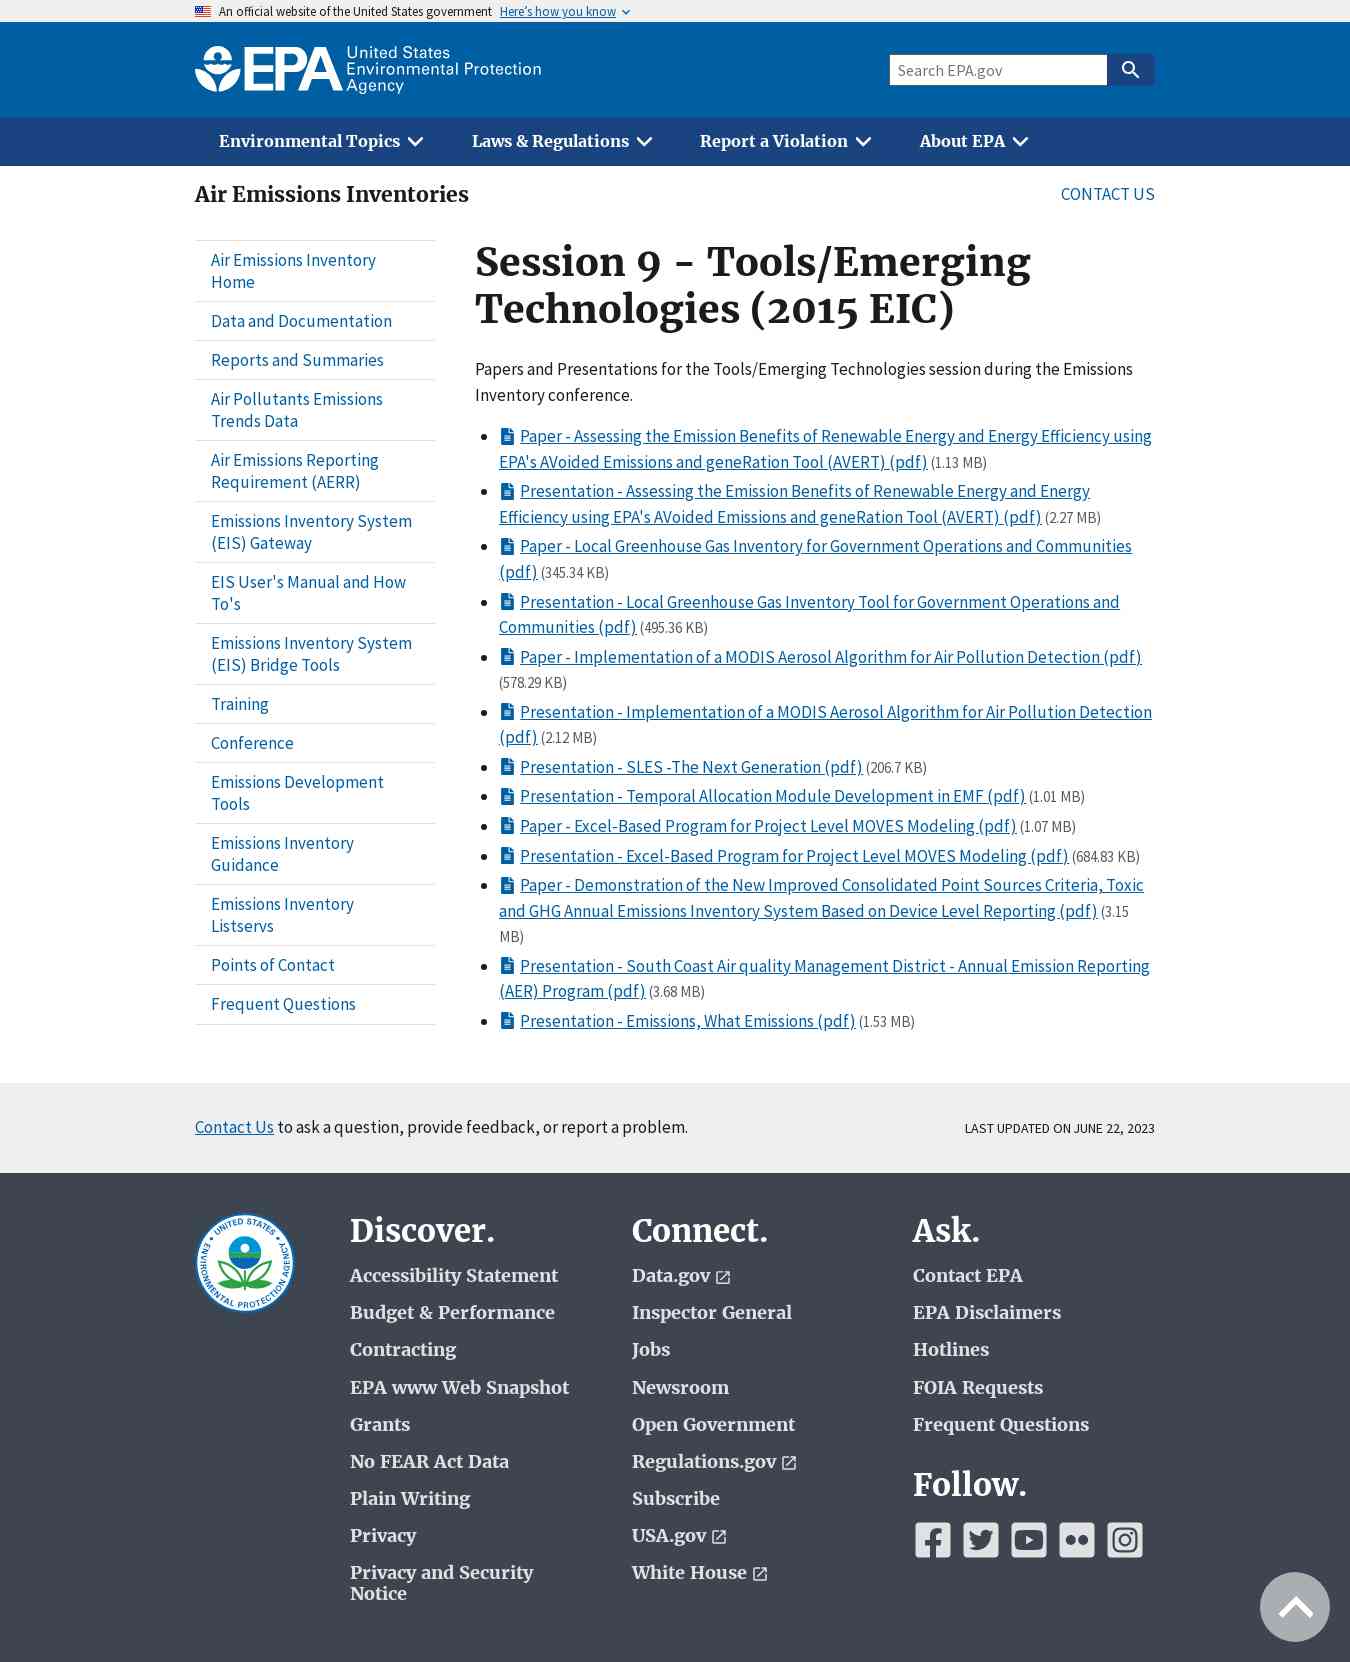 An official website of the United States government Here's how you know
EPA United States
Environmental Protection
Agency
Search EPA.gov
Environmental Topics Laws & Regulations Report a Violation About EPA
Air Emissions Inventories
CONTACT US
Air Emissions Inventory
Home
Data and Documentation
Reports and Summaries
Air Pollutants Emissions
Trends Data
Air Emissions Reporting
Requirement (AERR)
Emissions Inventory System
(EIS) Gateway
EIS User's Manual and How
To's
Emissions Inventory System
(EIS) Bridge Tools
Training
Conference
Emissions Development
Tools
Emissions Inventory
Guidance
Emissions Inventory
Listservs
Points of Contact
Frequent Questions
Session 9 - Tools/Emerging
Technologies (2015 EIC)
Papers and Presentations for the Tools/Emerging Technologies session during the Emissions
Inventory conference.
Paper - Assessing the Emission Benefits of Renewable Energy and Energy Efficiency using
EPA's AVoided Emissions and geneRation Tool (AVERT) (pdf) (1.13 MB)
Presentation - Assessing the Emission Benefits of Renewable Energy and Energy
Efficiency using EPA's AVoided Emissions and geneRation Tool (AVERT) (pdf) (2.27 MB)
Paper - Local Greenhouse Gas Inventory for Government Operations and Communities
(pdf) (345.34 KB)
Presentation - Local Greenhouse Gas Inventory Tool for Government Operations and
Communities (pdf) (495.36 KB)
Paper - Implementation of a MODIS Aerosol Algorithm for Air Pollution Detection (pdf)
(578.29 KB)
Presentation - Implementation of a MODIS Aerosol Algorithm for Air Pollution Detection
(pdf) (2.12 MB)
Presentation - SLES -The Next Generation (pdf) (206.7 KB)
Presentation - Temporal Allocation Module Development in EMF (pdf) (1.01 MB)
Paper - Excel-Based Program for Project Level MOVES Modeling (pdf) (1.07 MB)
Presentation - Excel-Based Program for Project Level MOVES Modeling (pdf) (684.83 KB)
Paper - Demonstration of the New Improved Consolidated Point Sources Criteria, Toxic
and GHG Annual Emissions Inventory System Based on Device Level Reporting (pdf) (3.15
MB)
Presentation - South Coast Air quality Management District - Annual Emission Reporting
(AER) Program (pdf) (3.68 MB)
Presentation - Emissions, What Emissions (pdf) (1.53 MB)
Contact Us to ask a question, provide feedback, or report a problem.
LAST UPDATED ON JUNE 22, 2023
UNITED STATES
ENVIRONMENTAL PROTECTION AGENCY
Discover.
Accessibility Statement
Budget & Performance
Contracting
EPA www Web Snapshot
Grants
No FEAR Act Data
Plain Writing
Privacy
Privacy and Security
Notice
Connect.
Data.gov
Inspector General
Jobs
Newsroom
Open Government
Regulations.gov
Subscribe
USA.gov
White House
Ask.
Contact EPA
EPA Disclaimers
Hotlines
FOIA Requests
Frequent Questions
Follow.